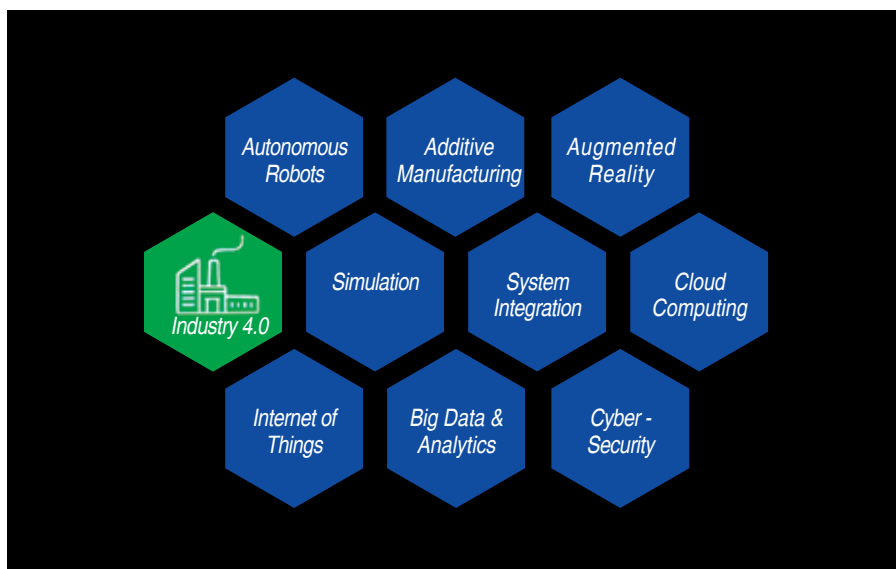 Autonomous
Robots
Additive
Manufacturing
Augmented
Reality
Industry 4.0
Simulation
System
Integration
Cloud
Computing
Internet of
Things
Big Data &
Analytics
Cyber -
Security